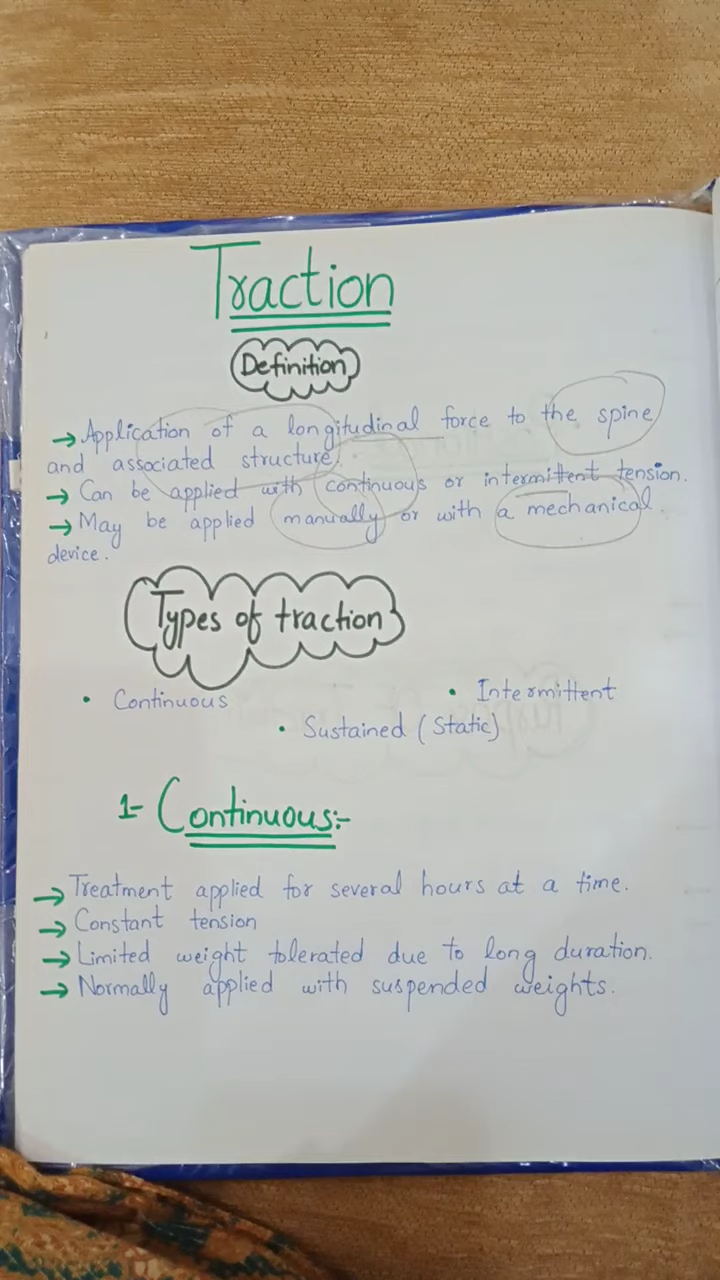 Traction
Definition
→ Application of a longitudinal force to the spine
and associated structure.
→ Can be applied with continuous or intermittent tension.
→ May be applied manually or with a mechanical
device.
Types of traction
• Continuous
• Intermittent
• Sustained (Static)
1- Continuous:-
→ Treatment applied for several hours at a time.
→ Constant tension
→ Limited weight tolerated due to long duration.
→ Normally applied with suspended weights.